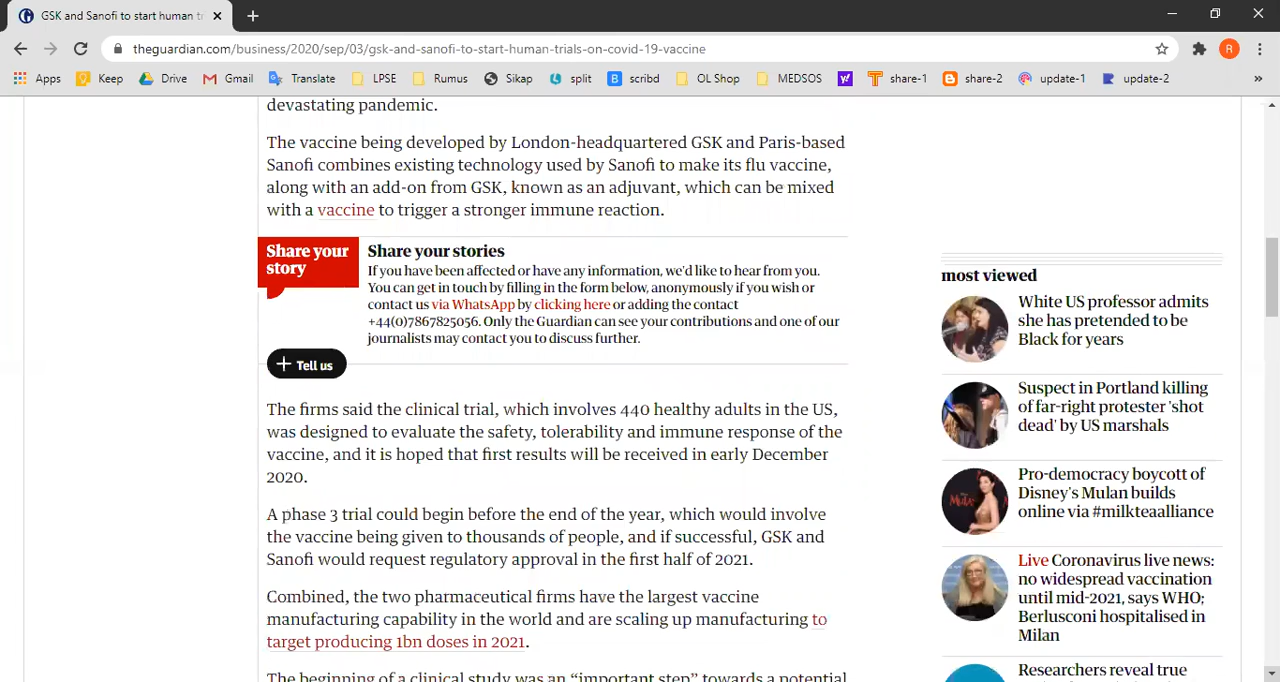 GSK and Sanofi to start human tr
theguardian.com/business/2020/sep/03/gsk-and-sanofi-to-start-human-trials-on-covid-19-vaccine
R
Apps Keep Drive Gmail Translate LPSE Rumus Sikap split scribd OL Shop MEDSOS share-1 share-2 update-1 update-2 »
devastating pandemic.
The vaccine being developed by London-headquartered GSK and Paris-based
Sanofi combines existing technology used by Sanofi to make its flu vaccine,
along with an add-on from GSK, known as an adjuvant, which can be mixed
with a vaccine to trigger a stronger immune reaction.
Share your
story
Share your stories
If you have been affected or have any information, we'd like to hear from you.
You can get in touch by filling in the form below, anonymously if you wish or
contact us via WhatsApp by clicking here or adding the contact
+44(0)7867825056. Only the Guardian can see your contributions and one of our
journalists may contact you to discuss further.
Tell us
The firms said the clinical trial, which involves 440 healthy adults in the US,
was designed to evaluate the safety, tolerability and immune response of the
vaccine, and it is hoped that first results will be received in early December
2020.
A phase 3 trial could begin before the end of the year, which would involve
the vaccine being given to thousands of people, and if successful, GSK and
Sanofi would request regulatory approval in the first half of 2021.
Combined, the two pharmaceutical firms have the largest vaccine
manufacturing capability in the world and are scaling up manufacturing to
target producing 1bn doses in 2021.
The beginning of a clinical study was an “important step” towards a potential
most viewed
White US professor admits
she has pretended to be
Black for years
Suspect in Portland killing
of far-right protester 'shot
dead' by US marshals
Pro-democracy boycott of
Disney's Mulan builds
online via #milkteaalliance
Live Coronavirus live news:
no widespread vaccination
until mid-2021, says WHO;
Berlusconi hospitalised in
Milan
Researchers reveal true